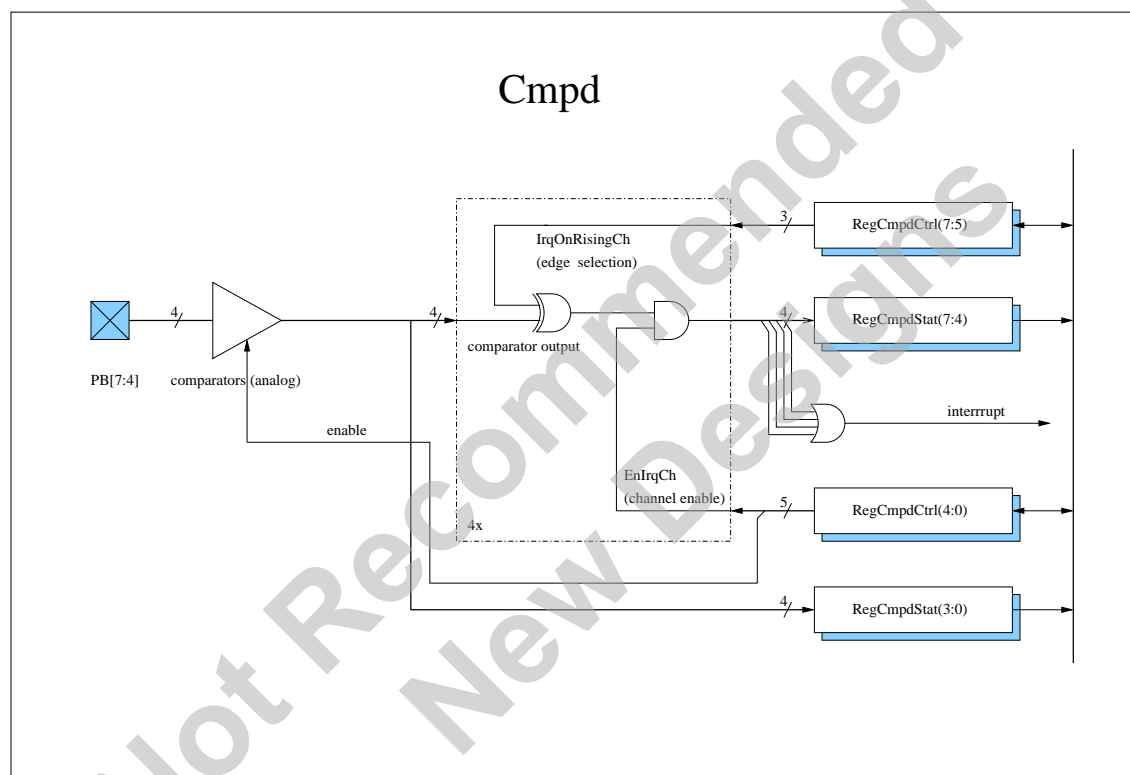 Cmpd
3
RegCmpdCtrl(7:5)
IrqOnRisingCh
(edge selection)
4
4
4
RegCmpdStat(7:4)
comparator output
PB[7:4]
comparators (analog)
interrrupt
enable
EnIrqCh
(channel enable)
5
RegCmpdCtrl(4:0)
4x
4
RegCmpdStat(3:0)
Not Recommended
New Designs